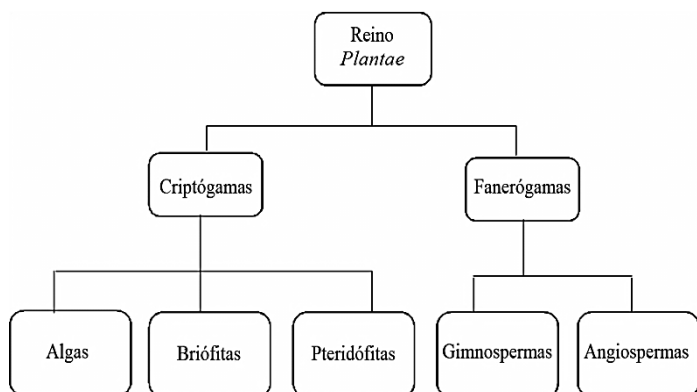 Reino
Plantae
Criptógamas
Fanerógamas
Algas
Briófitas
Pteridófitas
Gimnospermas
Angiospermas